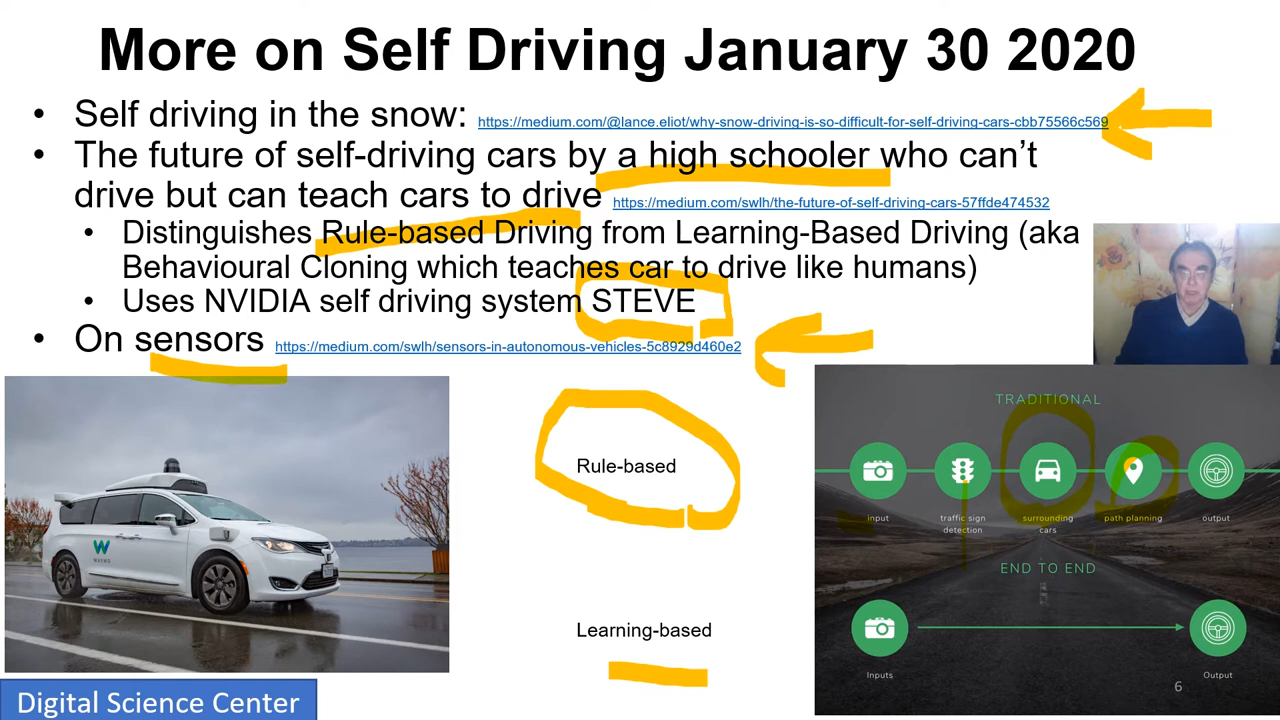 More on Self Driving January 30 2020
• Self driving in the snow: https://medium.com/@lance.eliot/why-snow-driving-is-so-difficult-for-self-driving-cars-cbb75566c569
• The future of self-driving cars by a high schooler who can’t
drive but can teach cars to drive https://medium.com/swlh/the-future-of-self-driving-cars-57ffde474532
• Distinguishes Rule-based Driving from Learning-Based Driving (aka
Behavioural Cloning which teaches car to drive like humans)
• Uses NVIDIA self driving system STEVE
• On sensors https://medium.com/swlh/sensors-in-autonomous-vehicles-5c8929d460e2
WAYMO
Rule-based
Learning-based
TRADITIONAL
input
traffic sign
detection
surrounding
cars
path planning
output
END TO END
Inputs
Output
6
Digital Science Center